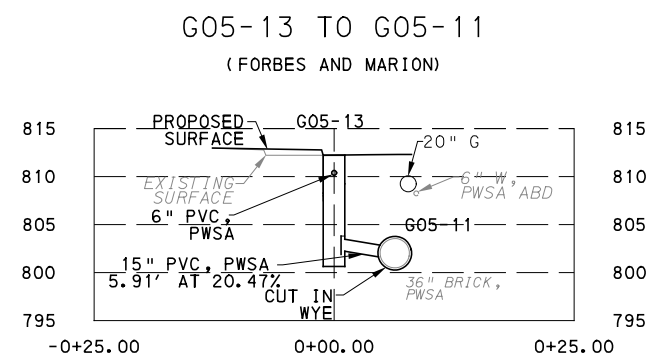 G05-13 TO G05-11
(FORBES AND MARION)
815
PROPOSED
SURFACE
G05-13
815
20" G
810
EXISTING
SURFACE
6" W,
PWSA ABD
810
6" PVC,
PWSA
805
G05-11
805
15" PVC, PWSA
5.91' AT 20.47%
800
800
CUT IN
WYE
36" BRICK,
PWSA
795
795
-0+25.00
0+00.00
0+25.00